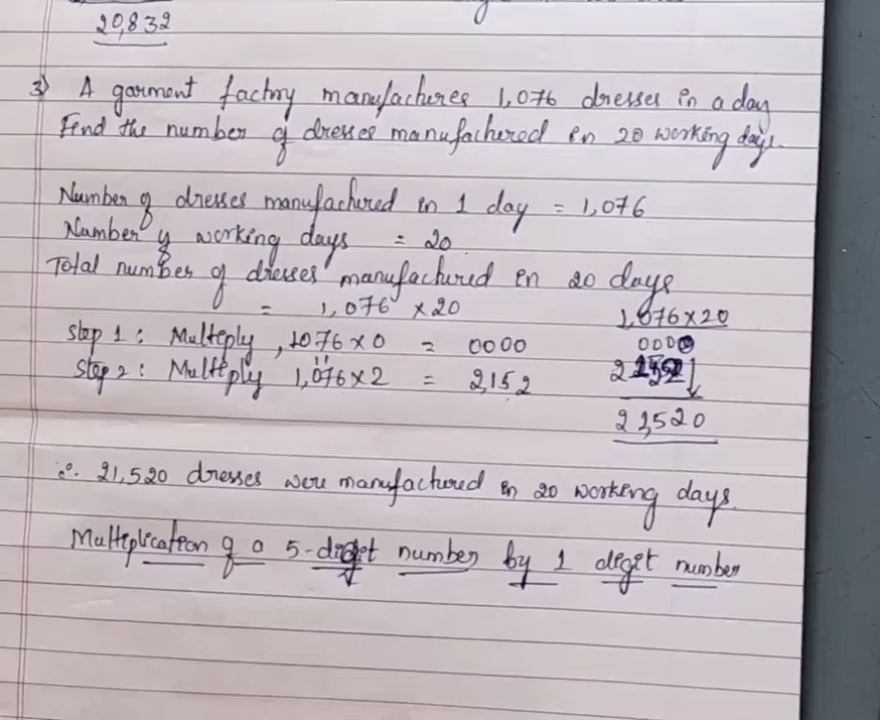 20,832
3) A garment factory manufactures 1,076 dresses in a day
Find the number of dresses manufactured in 20 working days.
Number of dresses manufactured in 1 day = 1,076
Number of working days = 20
Total number of dresses manufactured in 20 days
= 1,076 × 20
1,076 × 20
Step 1 : Multiply 1076 × 0 = 0000
0000
Step 2 : Multiply 1,076 × 2 = 2,152
21,520
∴ 21,520 dresses were manufactured in 20 working days.
Multiplication of a 5-digit number by 1 digit number